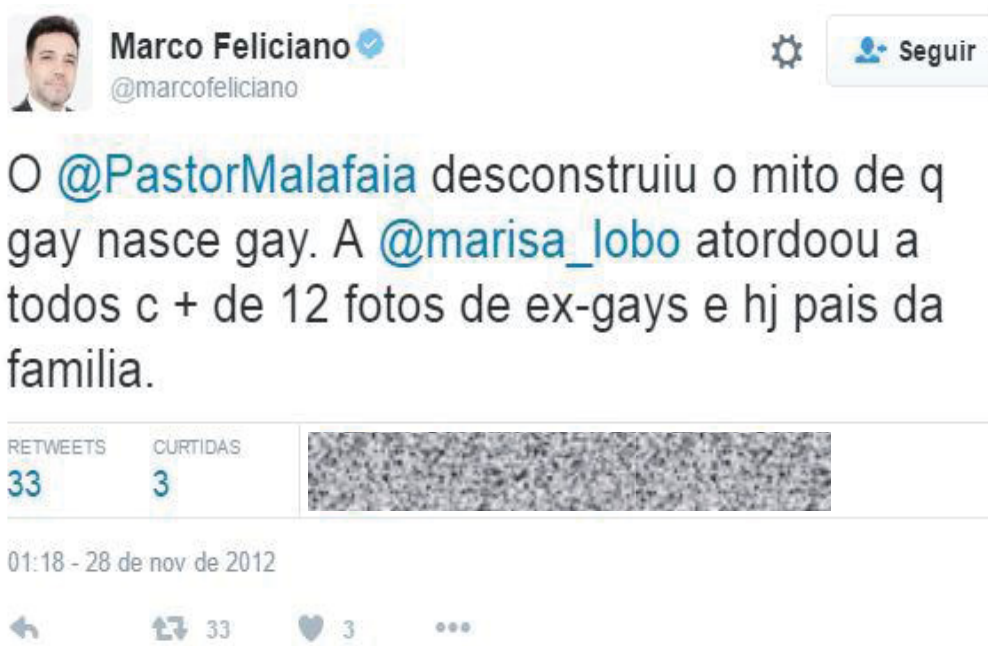 Marco Feliciano
@marcofeliciano
Seguir
O @PastorMalafaia desconstruiu o mito de q
gay nasce gay. A @marisa_lobo atordoou a
todos c + de 12 fotos de ex-gays e hj pais da
familia.
RETWEETS CURTIDAS
33 3
01:18 - 28 de nov de 2012
33 3